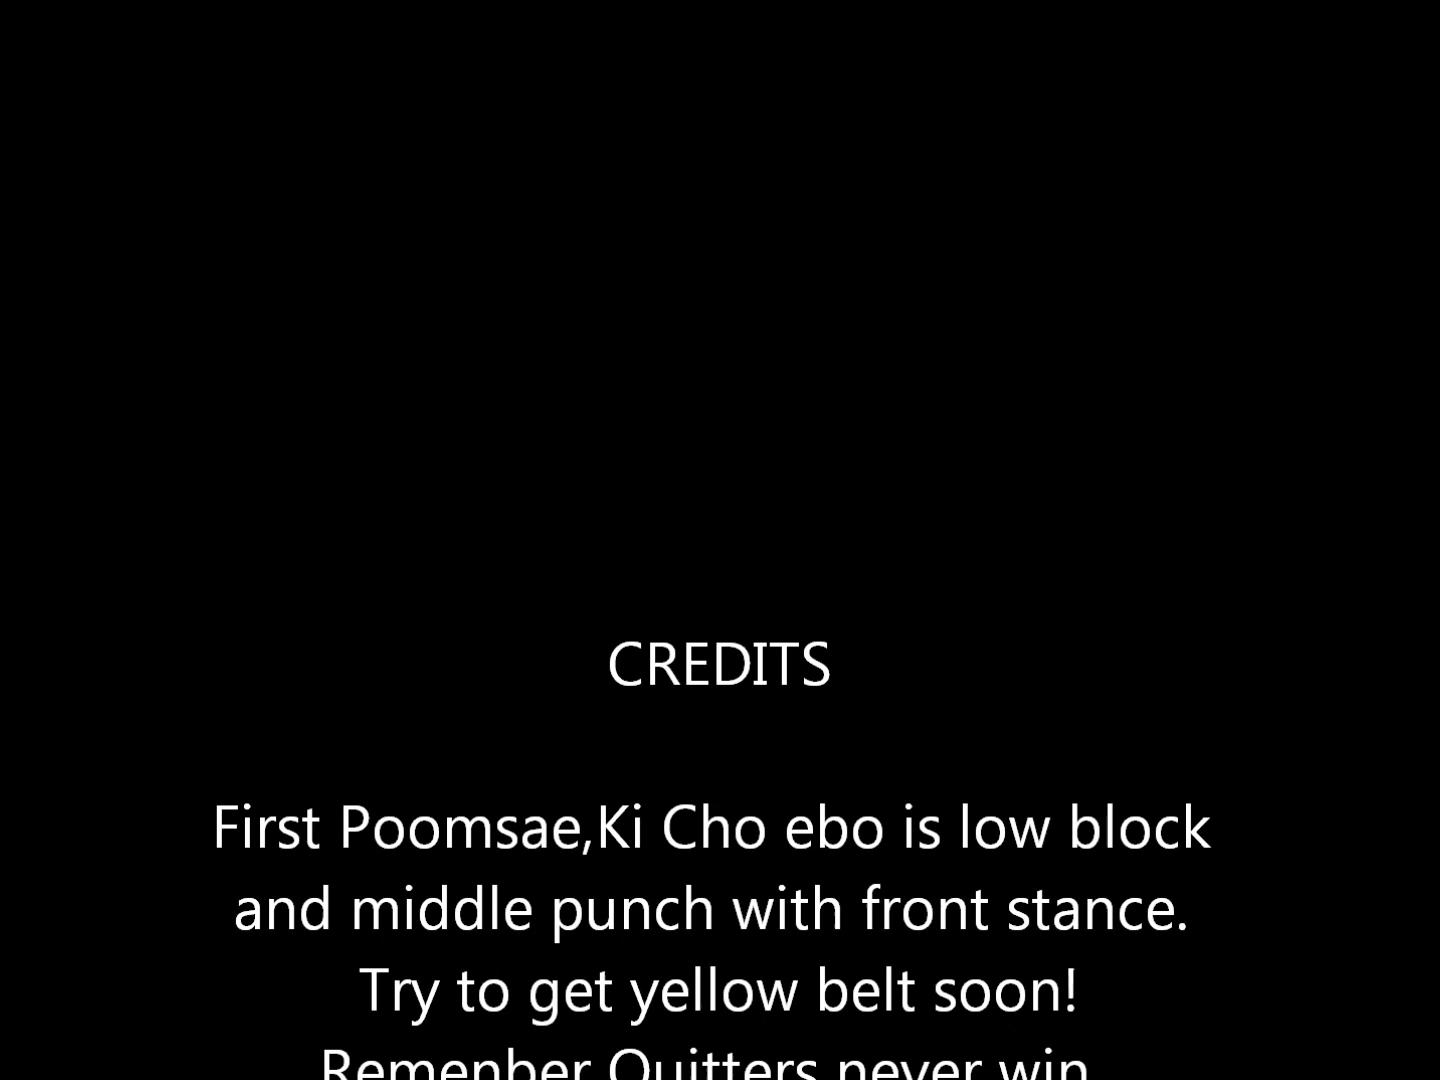 CREDITS
First Poomsae,Ki Cho ebo is low block
and middle punch with front stance.
Try to get yellow belt soon!
Remenber Quitters never win